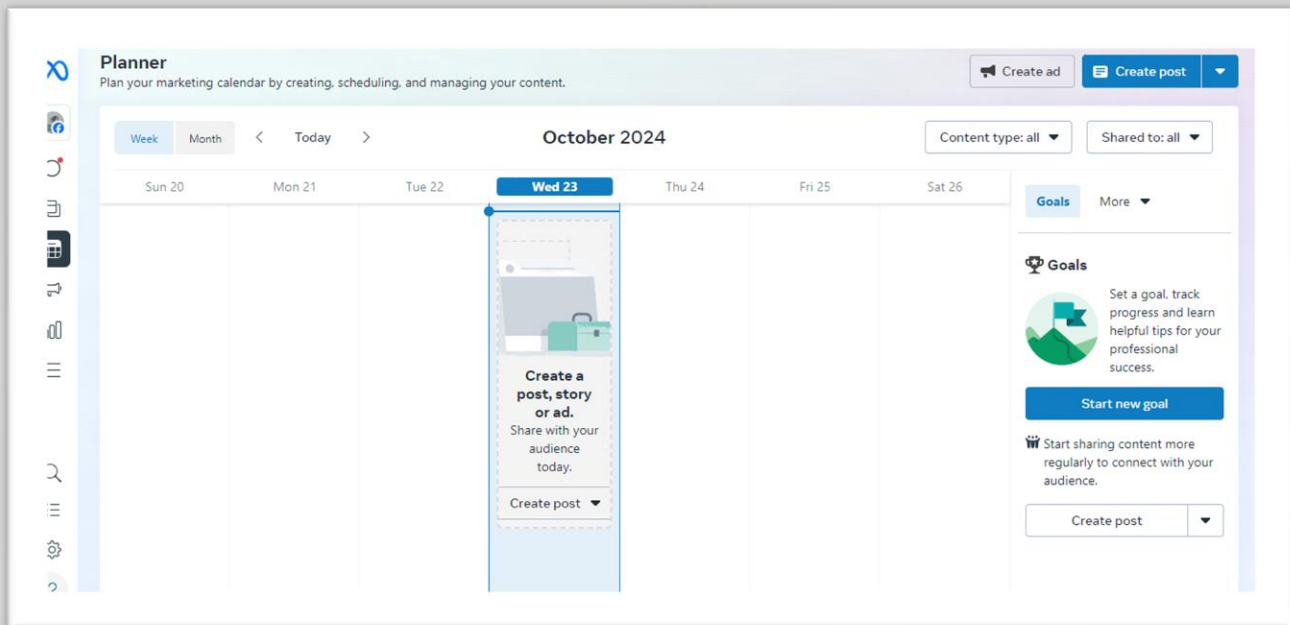 Planner
Plan your marketing calendar by creating, scheduling, and managing your content.
Create ad
Create post
Week
Month
Today
October 2024
Content type: all
Shared to: all
Sun 20
Mon 21
Tue 22
Wed 23
Thu 24
Fri 25
Sat 26
Goals
More
Create a
post, story
or ad.
Share with your
audience
today.
Create post
Goals
Set a goal, track
progress and learn
helpful tips for your
professional
success.
Start new goal
Start sharing content more
regularly to connect with your
audience.
Create post